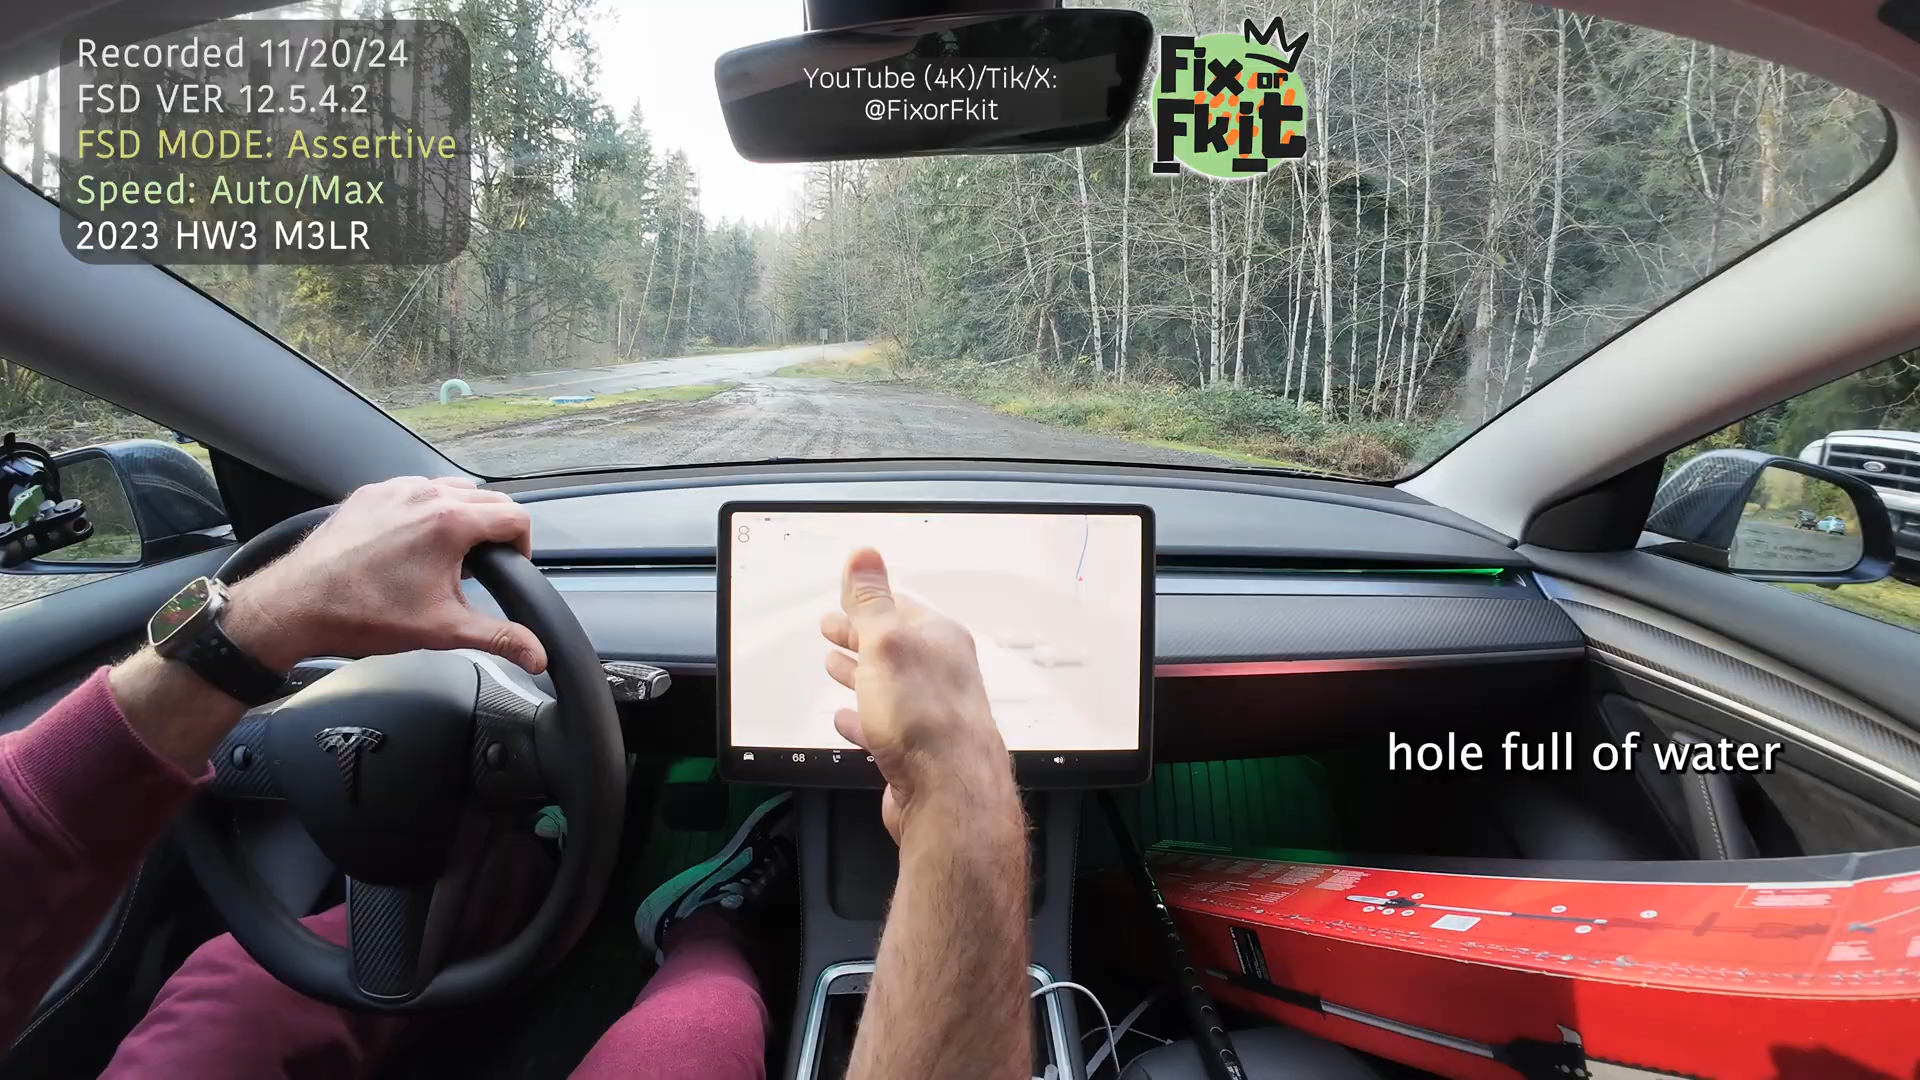 Recorded 11/20/24
FSD VER 12.5.4.2
FSD MODE: Assertive
Speed: Auto/Max
2023 HW3 M3LR
YouTube (4K)/Tik/X:
@FixorFkit
Fix or
Fkit
8
68
hole full of water